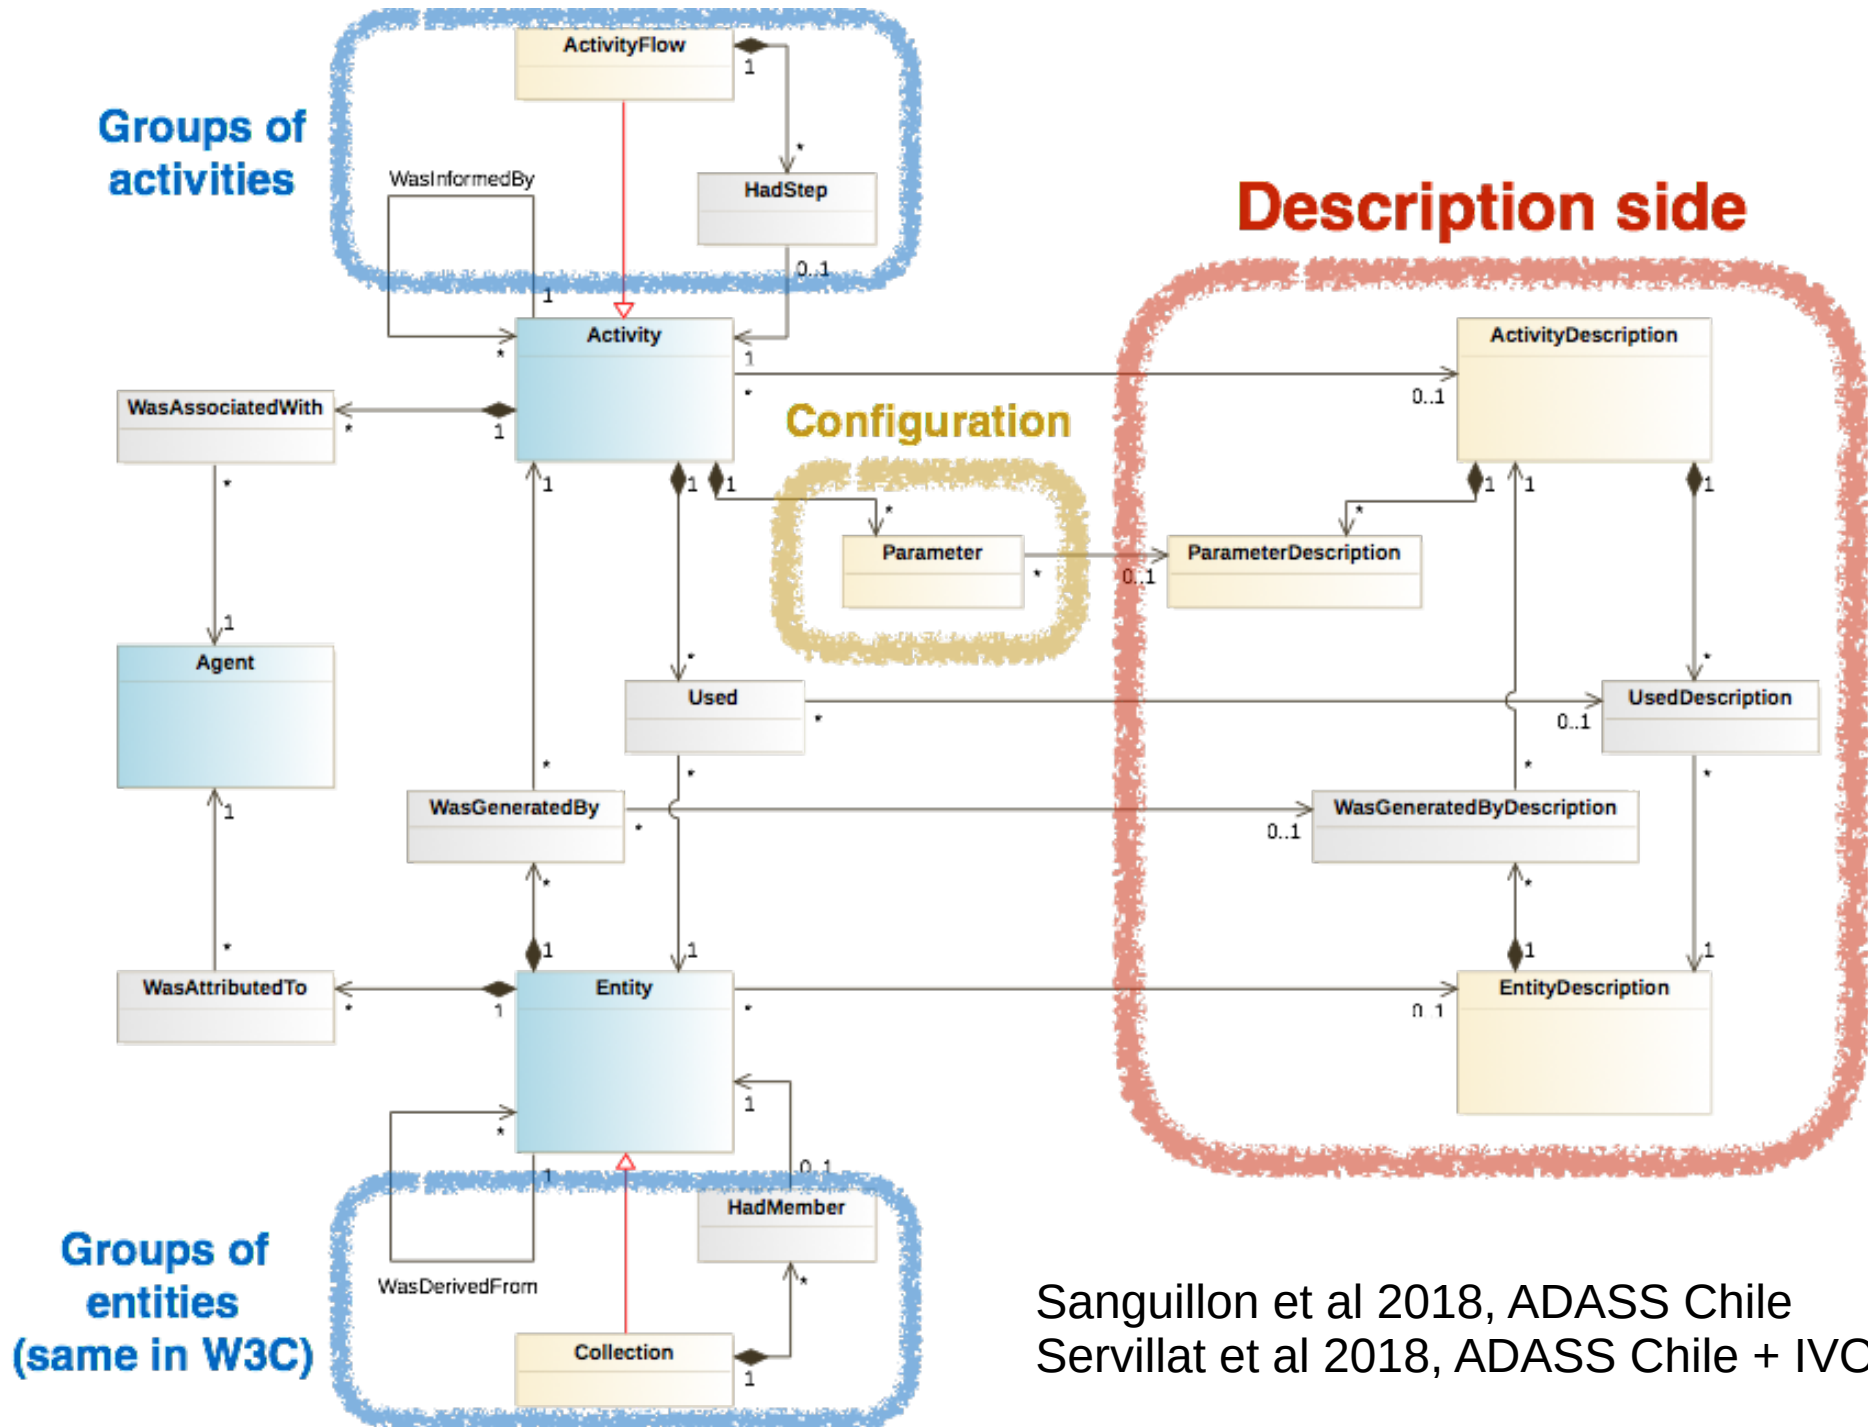 ActivityFlow
1
Groups of
activities
*
WasInformedBy
HadStep
Description side
0..1
1
Activity
ActivityDescription
*
1
*
0..1
WasAssociatedWith
*
1
Configuration
*
1
1
1
1
1
1
*
*
Parameter
ParameterDescription
*
0..1
1
*
*
Agent
Used
UsedDescription
*
0..1
*
*
*
*
1
WasGeneratedBy
WasGeneratedByDescription
*
0..1
*
*
*
1
1
1
1
WasAttributedTo
Entity
EntityDescription
*
1
*
0..1
1
*
1
0..1
HadMember
Groups of
entities
(same in W3C)
WasDerivedFrom
*
Collection
1
Sanguillon et al 2018, ADASS Chile
Servillat et al 2018, ADASS Chile + IVO